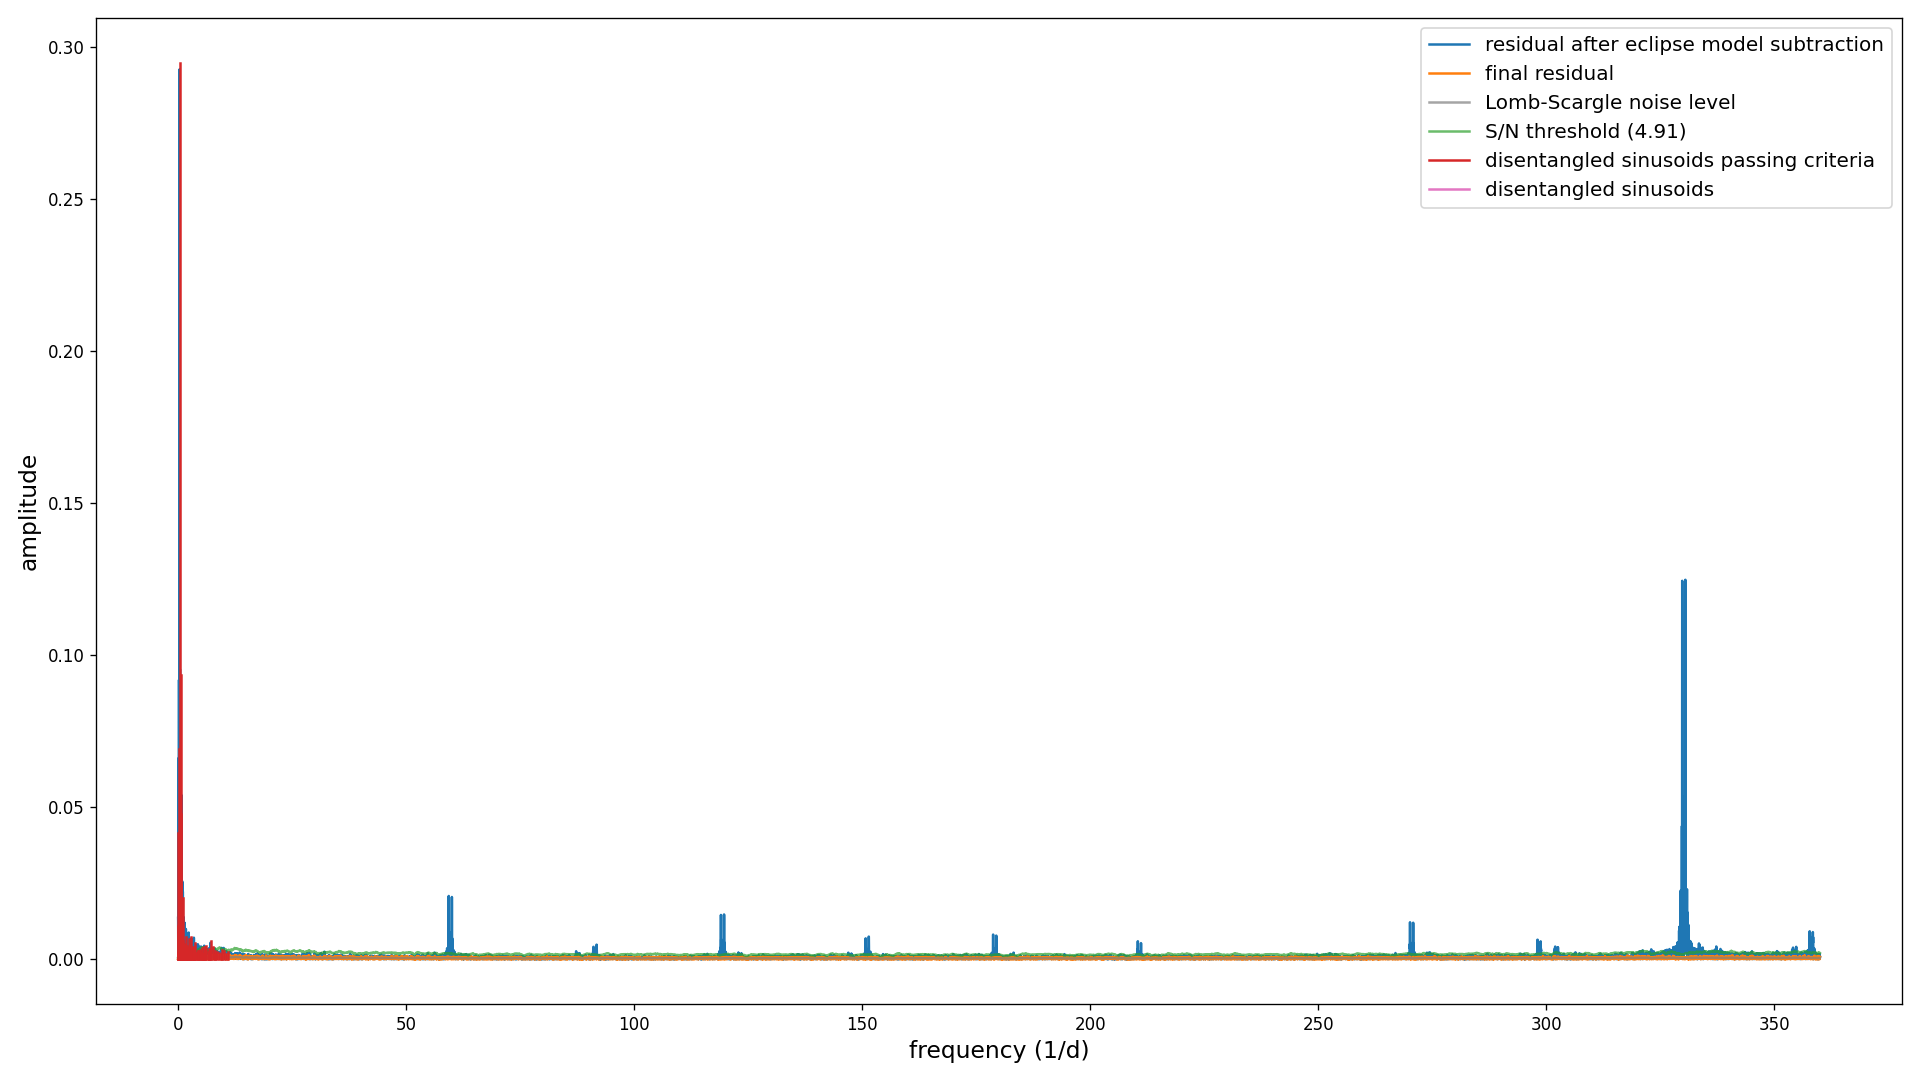 residual after eclipse model subtraction
final residual
Lomb-Scargle noise level
S/N threshold (4.91)
disentangled sinusoids passing criteria
disentangled sinusoids
0.30
0.25
0.20
0.15
0.10
0.05
0.00
amplitude
0 50 100 150 200 250 300 350
frequency (1/d)